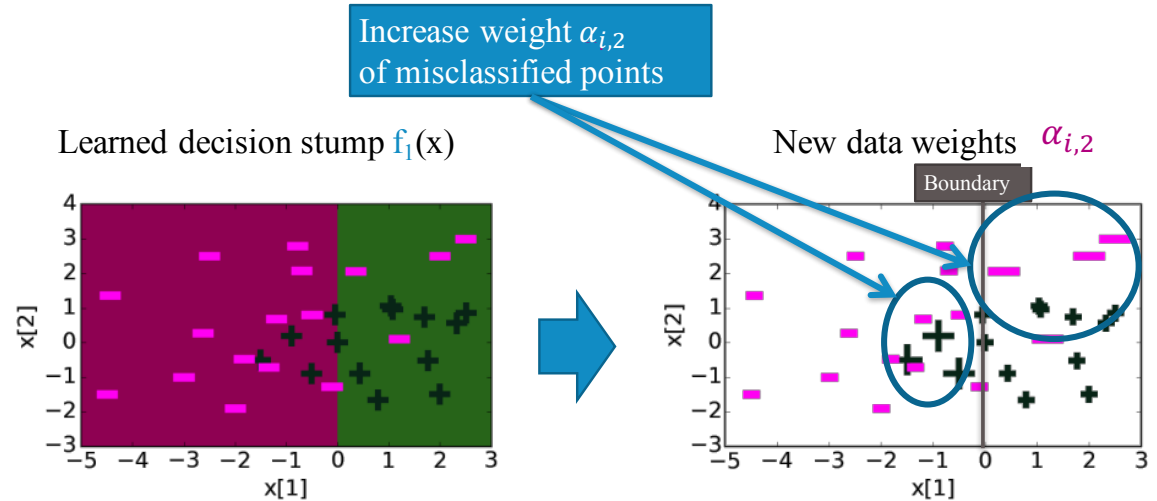 Increase weight αᵢ,₂
of misclassified points
Learned decision stump f₁(x)
New data weights αᵢ,₂
Boundary
4
3
2
1
0
−1
−2
−3
x[2]
−5 −4 −3 −2 −1 0 1 2 3
x[1]
4
3
2
1
0
−1
−2
−3
x[2]
−5 −4 −3 −2 −1 0 1 2 3
x[1]